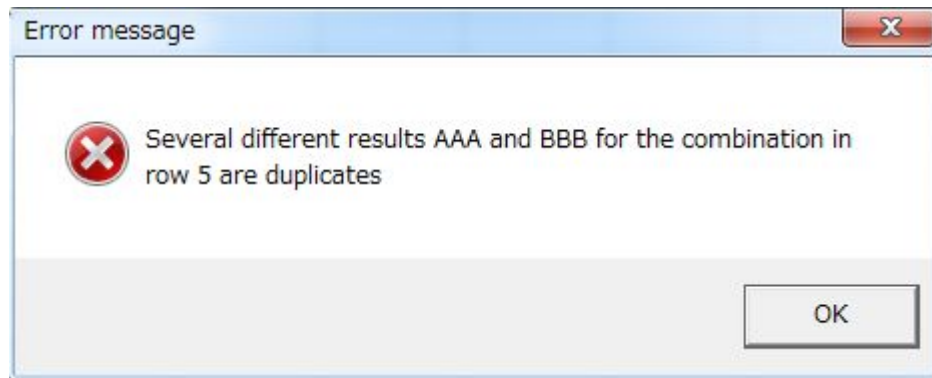 Error message
Several different results AAA and BBB for the combination in
row 5 are duplicates
OK